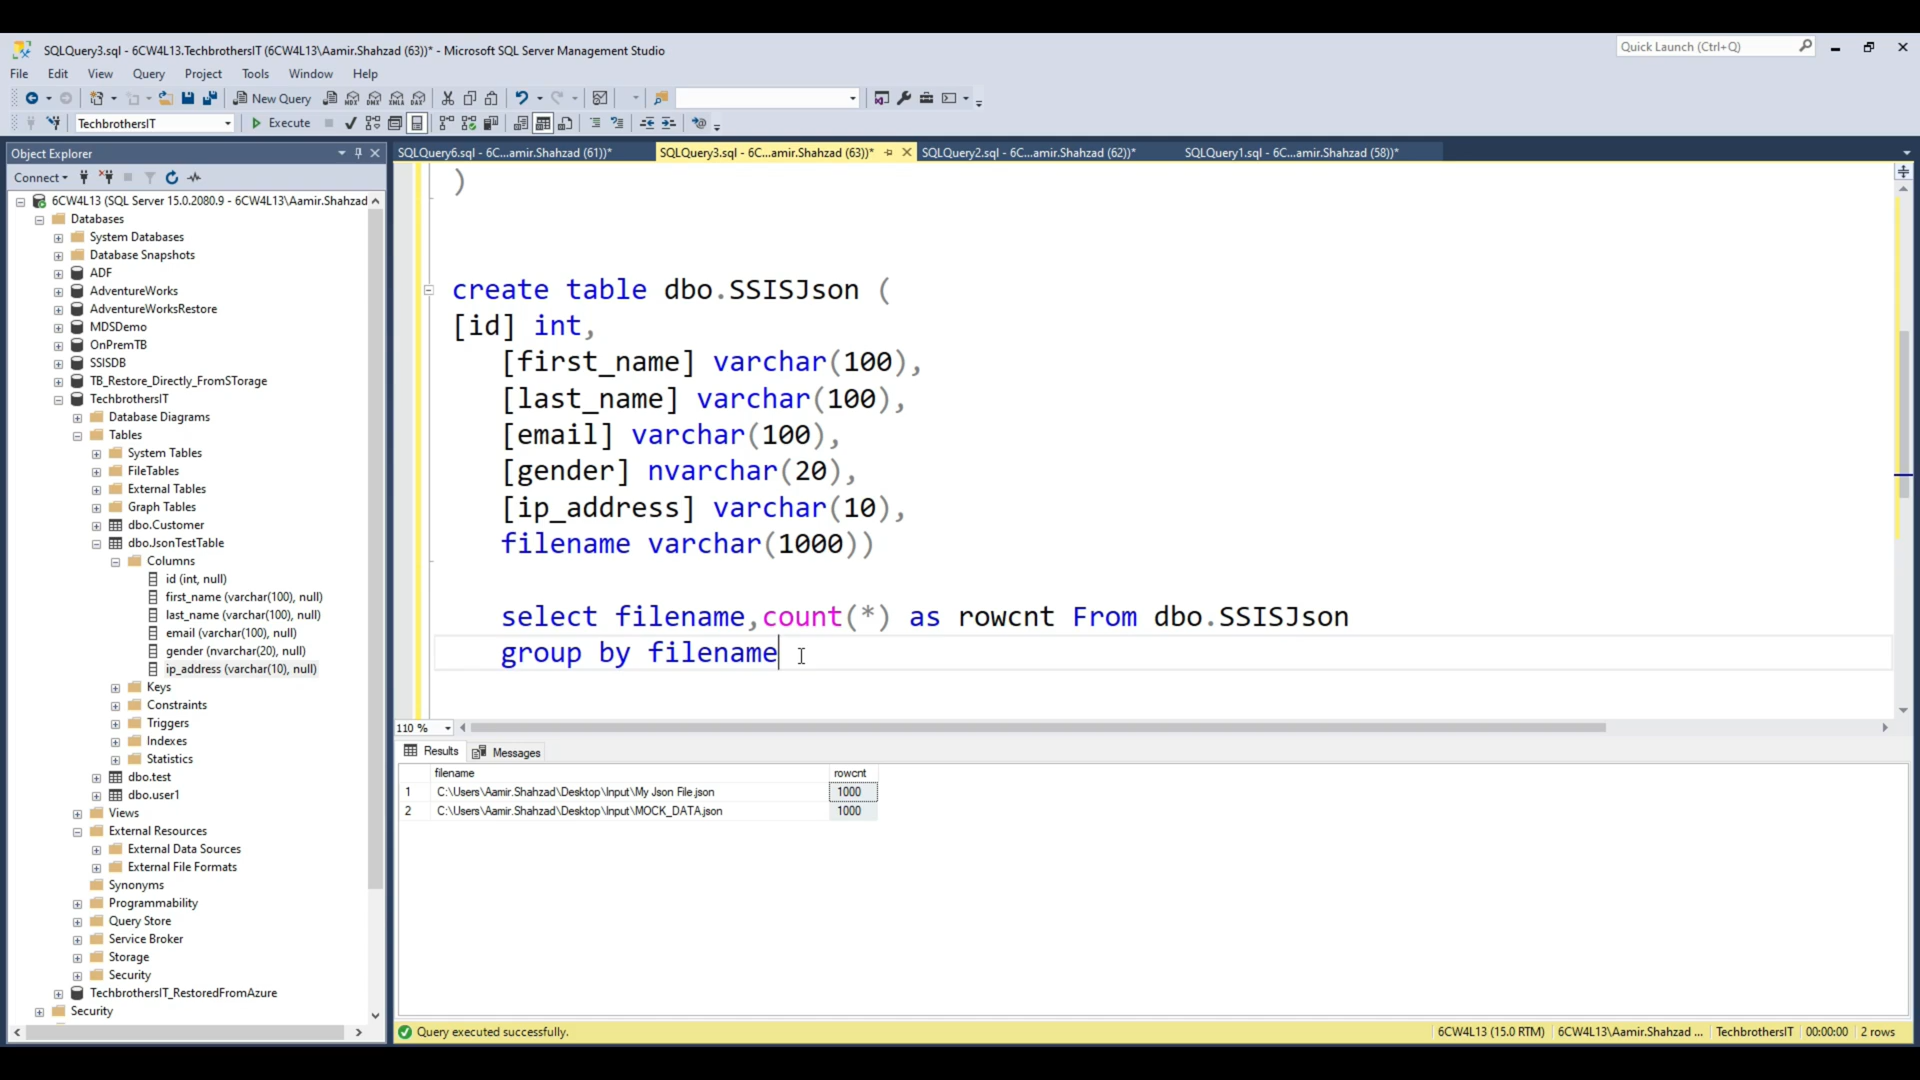 SQLQuery3.sql - 6CW4L13.TechbrothersIT (6CW4L13\Aamir.Shahzad (63))* - Microsoft SQL Server Management Studio
Quick Launch (Ctrl+Q)
File Edit View Query Project Tools Window Help
New Query
TechbrothersIT Execute
Object Explorer
SQLQuery6.sql - 6C...amir.Shahzad (61))* SQLQuery3.sql - 6C...amir.Shahzad (63))* SQLQuery2.sql - 6C...amir.Shahzad (62))* SQLQuery1.sql - 6C...amir.Shahzad (58))*
Connect
6CW4L13 (SQL Server 15.0.2080.9 - 6CW4L13\Aamir.Shahzad
Databases
System Databases
Database Snapshots
ADF
AdventureWorks
AdventureWorksRestore
MDSDemo
OnPremTB
SSISDB
TB_Restore_Directly_FromSTorage
TechbrothersIT
Database Diagrams
Tables
System Tables
FileTables
External Tables
Graph Tables
dbo.Customer
dbo.JsonTestTable
Columns
id (int, null)
first_name (varchar(100), null)
last_name (varchar(100), null)
email (varchar(100), null)
gender (nvarchar(20), null)
ip_address (varchar(10), null)
Keys
Constraints
Triggers
Indexes
Statistics
dbo.test
dbo.user1
Views
External Resources
External Data Sources
External File Formats
Synonyms
Programmability
Query Store
Service Broker
Storage
Security
TechbrothersIT_RestoredFromAzure
Security
)
create table dbo.SSISJson (
[id] int,
[first_name] varchar(100),
[last_name] varchar(100),
[email] varchar(100),
[gender] nvarchar(20),
[ip_address] varchar(10),
filename varchar(1000))
select filename,count(*) as rowcnt From dbo.SSISJson
group by filename
110 %
Results Messages
filename rowcnt
1 C:\Users\Aamir.Shahzad\Desktop\Input\My Json File.json 1000
2 C:\Users\Aamir.Shahzad\Desktop\Input\MOCK_DATA.json 1000
Query executed successfully.
6CW4L13 (15.0 RTM) 6CW4L13\Aamir.Shahzad ... TechbrothersIT 00:00:00 2 rows